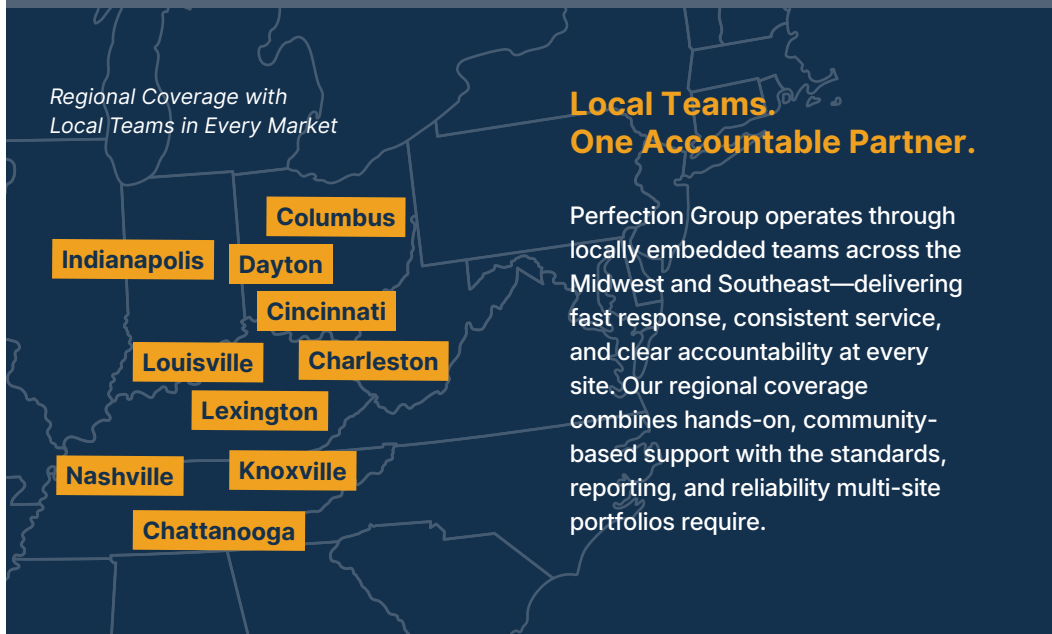 Regional Coverage with
Local Teams in Every Market
Columbus
Indianapolis
Dayton
Cincinnati
Louisville
Charleston
Lexington
Nashville
Knoxville
Chattanooga
Local Teams.
One Accountable Partner.
Perfection Group operates through
locally embedded teams across the
Midwest and Southeast—delivering
fast response, consistent service,
and clear accountability at every
site. Our regional coverage
combines hands-on, community-
based support with the standards,
reporting, and reliability multi-site
portfolios require.